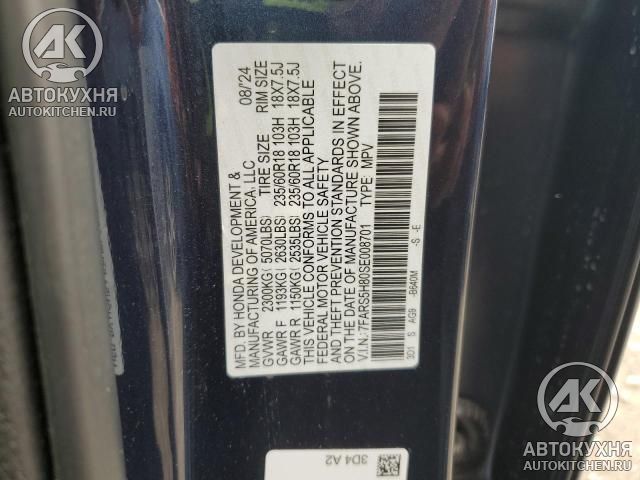 AK
АВТОКУХНЯ
AUTOKITCHEN.RU
MFD. BY HONDA DEVELOPMENT & 08/24
MANUFACTURING OF AMERICA, LLC TIRE SIZE RIM SIZE
GVWR 2300KG( 5070LBS)
GAWR F 1193KG( 2630LBS) 235/60R18 103H 18X7.5J
GAWR R 1150KG( 2535LBS) 235/60R18 103H 18X7.5J
THIS VEHICLE CONFORMS TO ALL APPLICABLE
FEDERAL MOTOR VEHICLE SAFETY
AND THEFT PREVENTION STANDARDS IN EFFECT
ON THE DATE OF MANUFACTURE SHOWN ABOVE.
V.I.N.: 7FARS5H80SE008701 TYPE: MPV
3D1 S AG9 -B640M -S -E
3D4 A2
AK
АВТОКУХНЯ
AUTOKITCHEN.RU